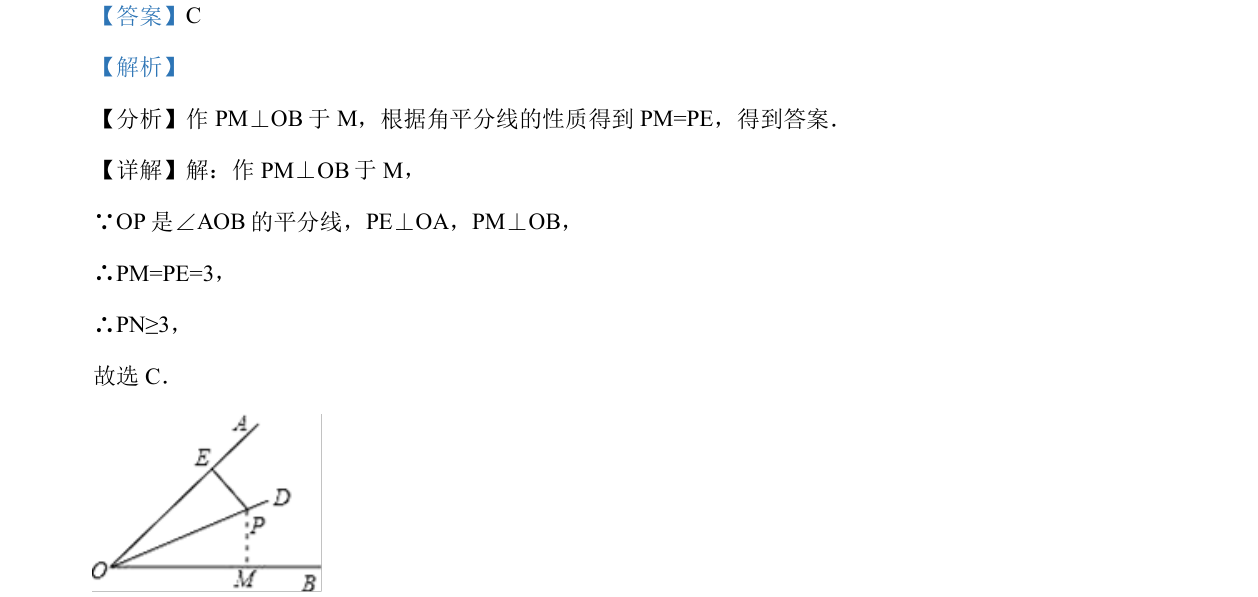 【答案】C
【解析】
【分析】作 PM⊥OB 于 M，根据角平分线的性质得到 PM=PE，得到答案．
【详解】解：作 PM⊥OB 于 M，
∵OP 是∠AOB 的平分线，PE⊥OA，PM⊥OB，
∴PM=PE=3，
∴PN≥3，
故选 C．
A
E
D
P
O
M
B